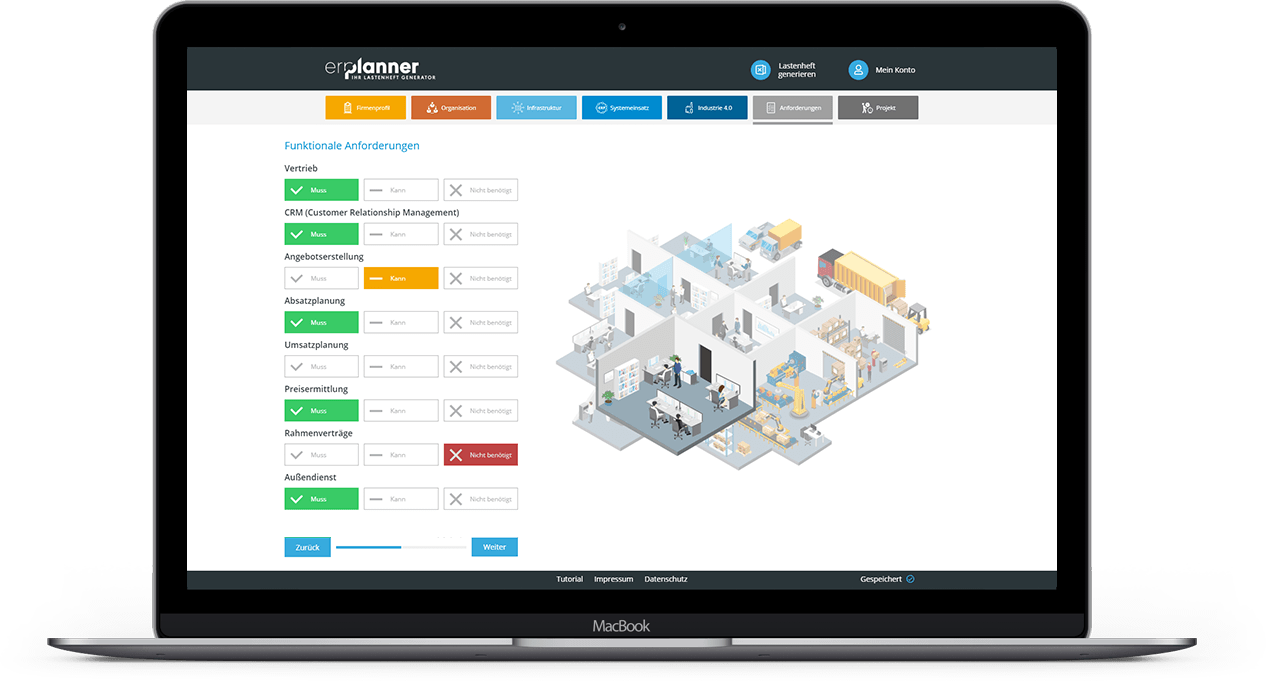 erplanner
IHR LASTENHEFT GENERATOR
Lastenheft
generieren
Mein Konto
Firmenprofil
Organisation
Infrastruktur
ERP
Systemeinsatz
Industrie 4.0
Anforderungen
Projekt
Funktionale Anforderungen
Vertrieb
Muss Kann Nicht benötigt
CRM (Customer Relationship Management)
Muss Kann Nicht benötigt
Angebotserstellung
Muss Kann Nicht benötigt
Absatzplanung
Muss Kann Nicht benötigt
Umsatzplanung
Muss Kann Nicht benötigt
Preisermittlung
Muss Kann Nicht benötigt
Rahmenverträge
Muss Kann Nicht benötigt
Außendienst
Muss Kann Nicht benötigt
Zurück Weiter
Tutorial Impressum Datenschutz Gespeichert
MacBook